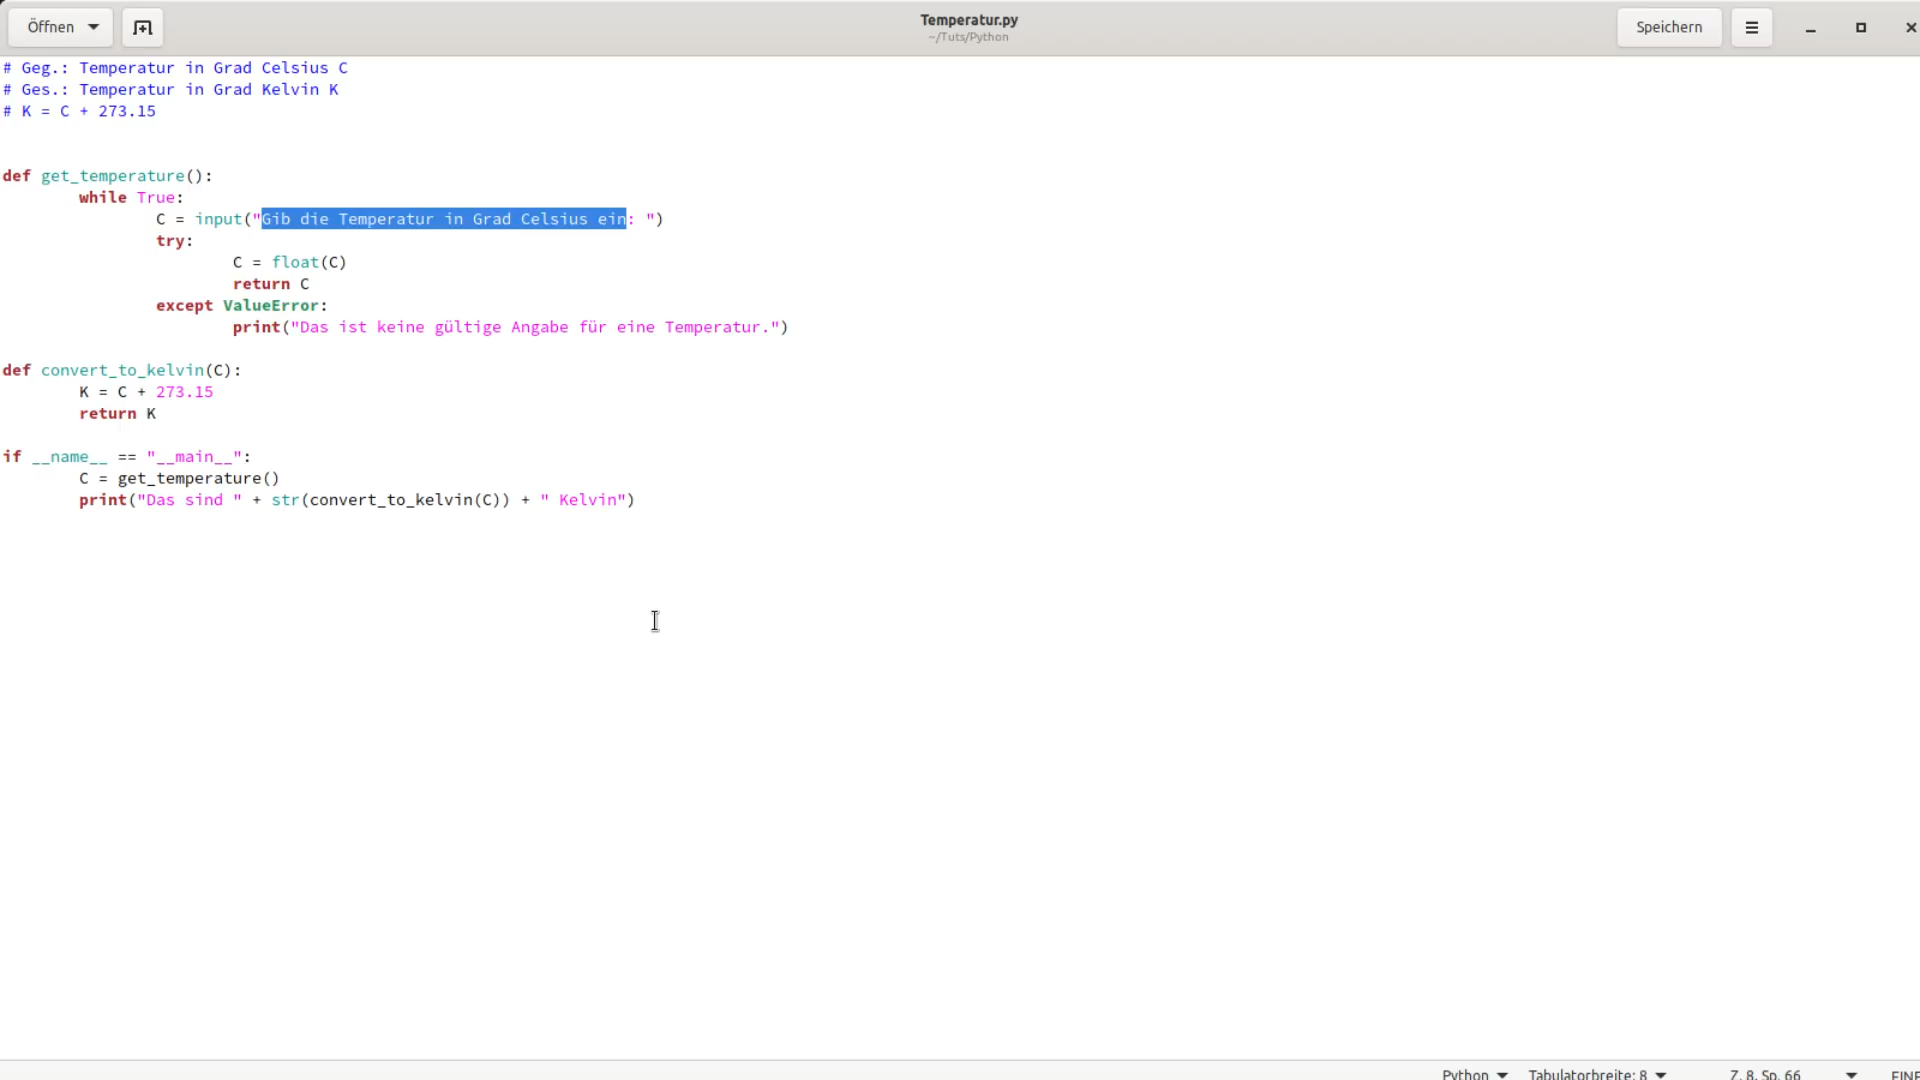 Öffnen
Temperatur.py
~/Tuts/Python
Speichern
# Geg.: Temperatur in Grad Celsius C
# Ges.: Temperatur in Grad Kelvin K
# K = C + 273.15
def get_temperature():
while True:
C = input("Gib die Temperatur in Grad Celsius ein: ")
try:
C = float(C)
return C
except ValueError:
print("Das ist keine gültige Angabe für eine Temperatur.")
def convert_to_kelvin(C):
K = C + 273.15
return K
if __name__ == "__main__":
C = get_temperature()
print("Das sind " + str(convert_to_kelvin(C)) + " Kelvin")
Python Tabulatorbreite: 8 Z. 8, Sp. 66